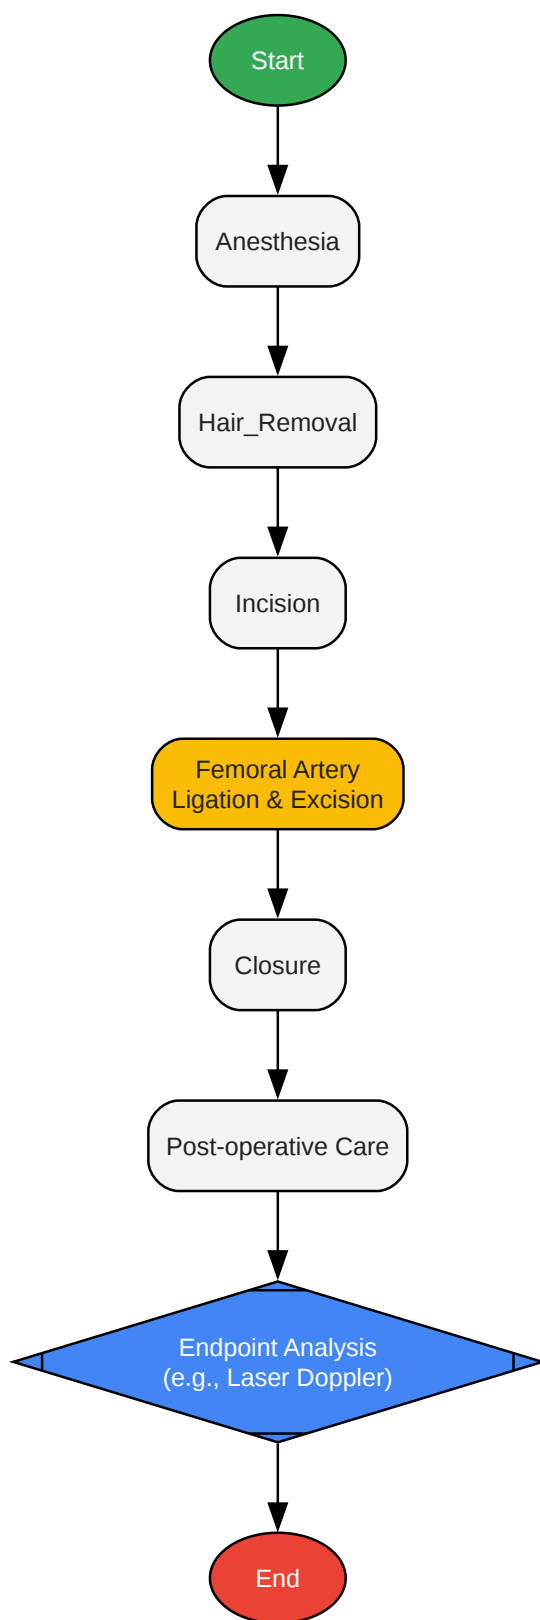 Start
Anesthesia
Hair_Removal
Incision
Femoral Artery
Ligation & Excision
Closure
Post-operative Care
Endpoint Analysis
(e.g., Laser Doppler)
End